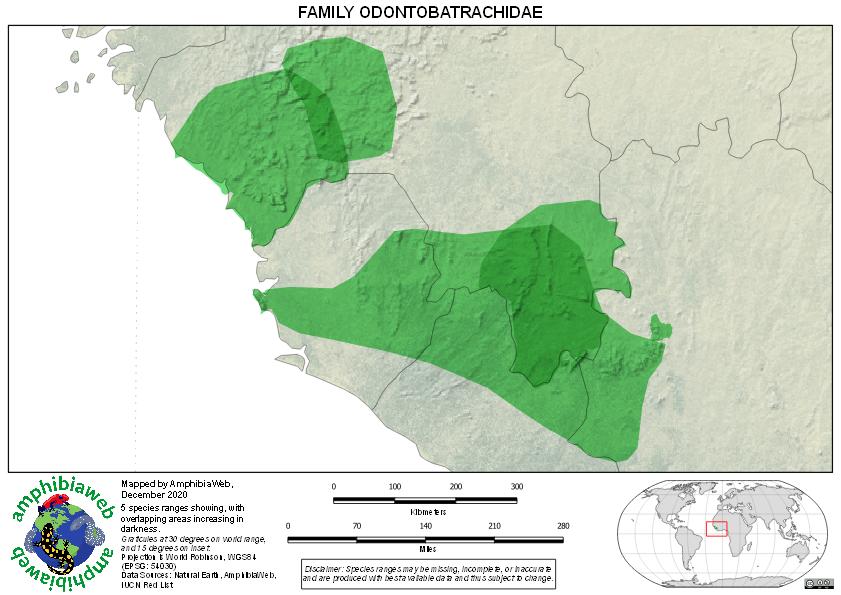 FAMILY ODONTOBATRACHIDAE
amphibiaweb
amphibiaweb
Mapped by AmphibiaWeb,
December 2020
5 species ranges showing, with
overlapping areas increasing in
darkness.
Graticules at 30 degrees on world range,
and 15 degrees on inset.
Projection is World Robinson, WGS84
(EPSG: 54030)
Data Sources: Natural Earth, AmphibiaWeb,
IUCN Red List
0 100 200 300
Kilometers
0 70 140 210 280
Miles
Disclaimer: Species ranges may be missing, incomplete, or inaccurate
and are produced with best available data and thus subject to change.